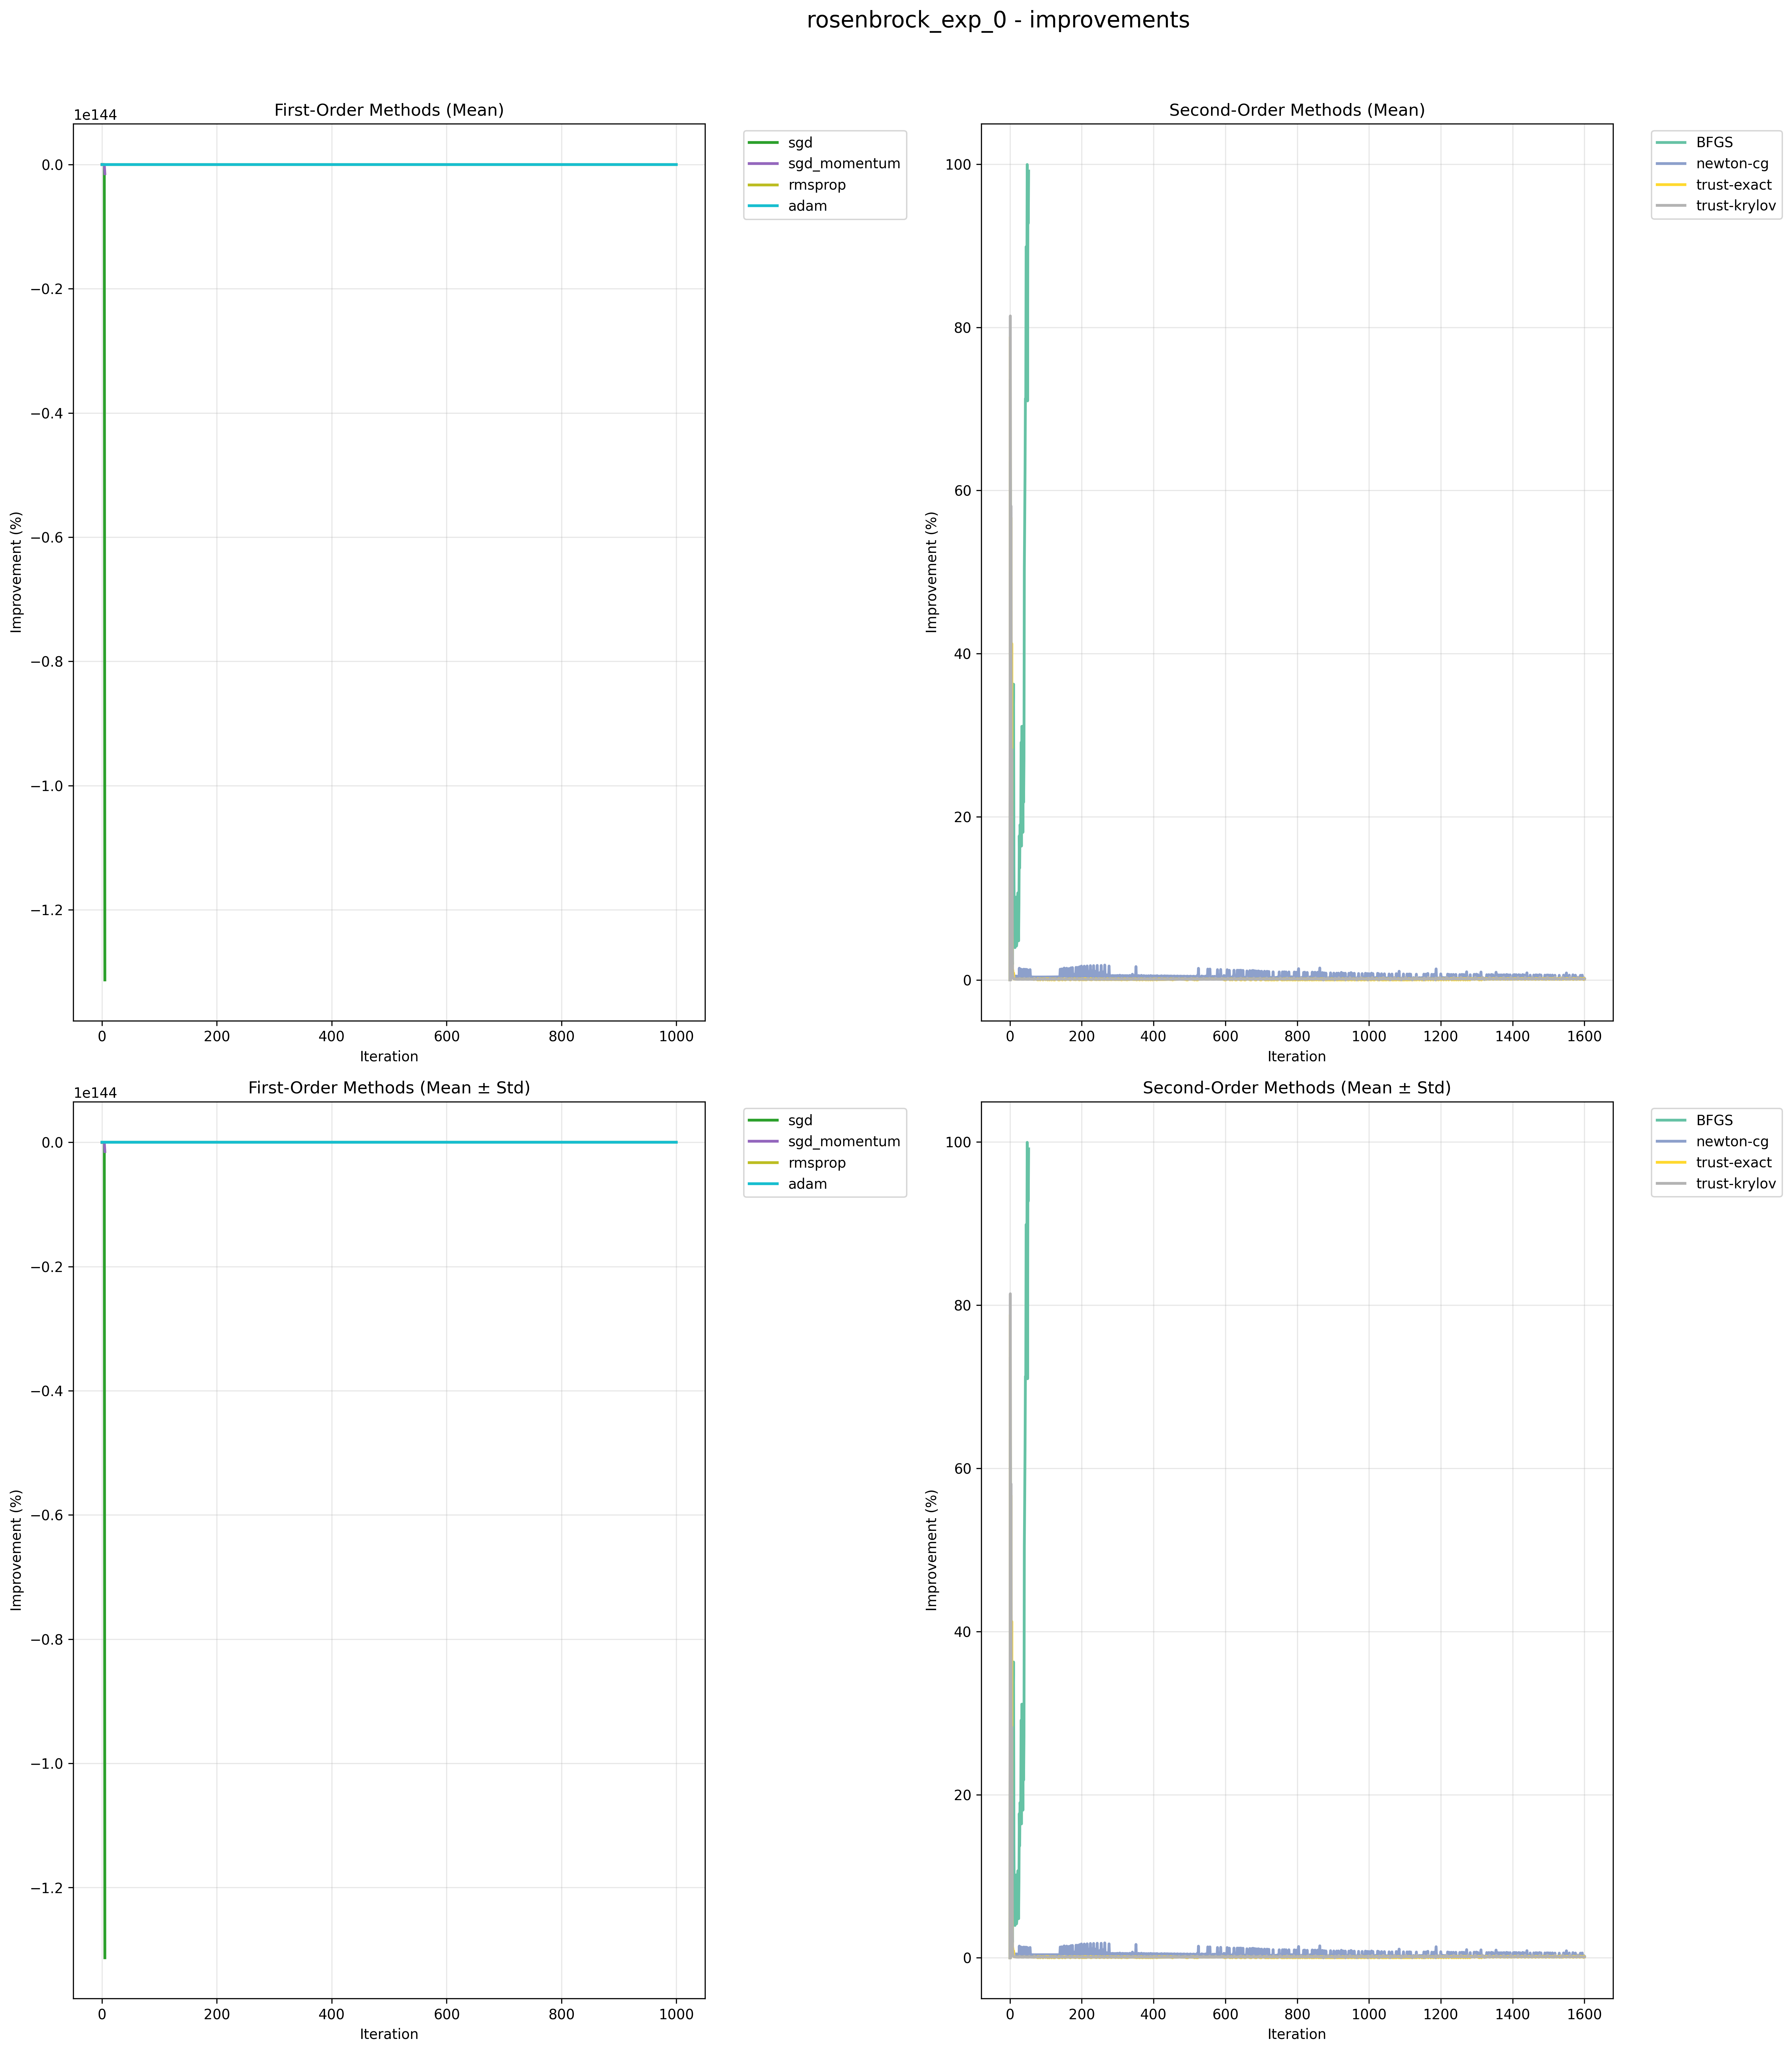 rosenbrock_exp_0 - improvements
First-Order Methods (Mean)
1e144
0.0
−0.2
−0.4
−0.6
−0.8
−1.0
−1.2
Improvement (%)
0 200 400 600 800 1000
Iteration
sgd
sgd_momentum
rmsprop
adam
Second-Order Methods (Mean)
100
80
60
40
20
0
Improvement (%)
0 200 400 600 800 1000 1200 1400 1600
Iteration
BFGS
newton-cg
trust-exact
trust-krylov
First-Order Methods (Mean ± Std)
1e144
0.0
−0.2
−0.4
−0.6
−0.8
−1.0
−1.2
Improvement (%)
0 200 400 600 800 1000
Iteration
sgd
sgd_momentum
rmsprop
adam
Second-Order Methods (Mean ± Std)
100
80
60
40
20
0
Improvement (%)
0 200 400 600 800 1000 1200 1400 1600
Iteration
BFGS
newton-cg
trust-exact
trust-krylov